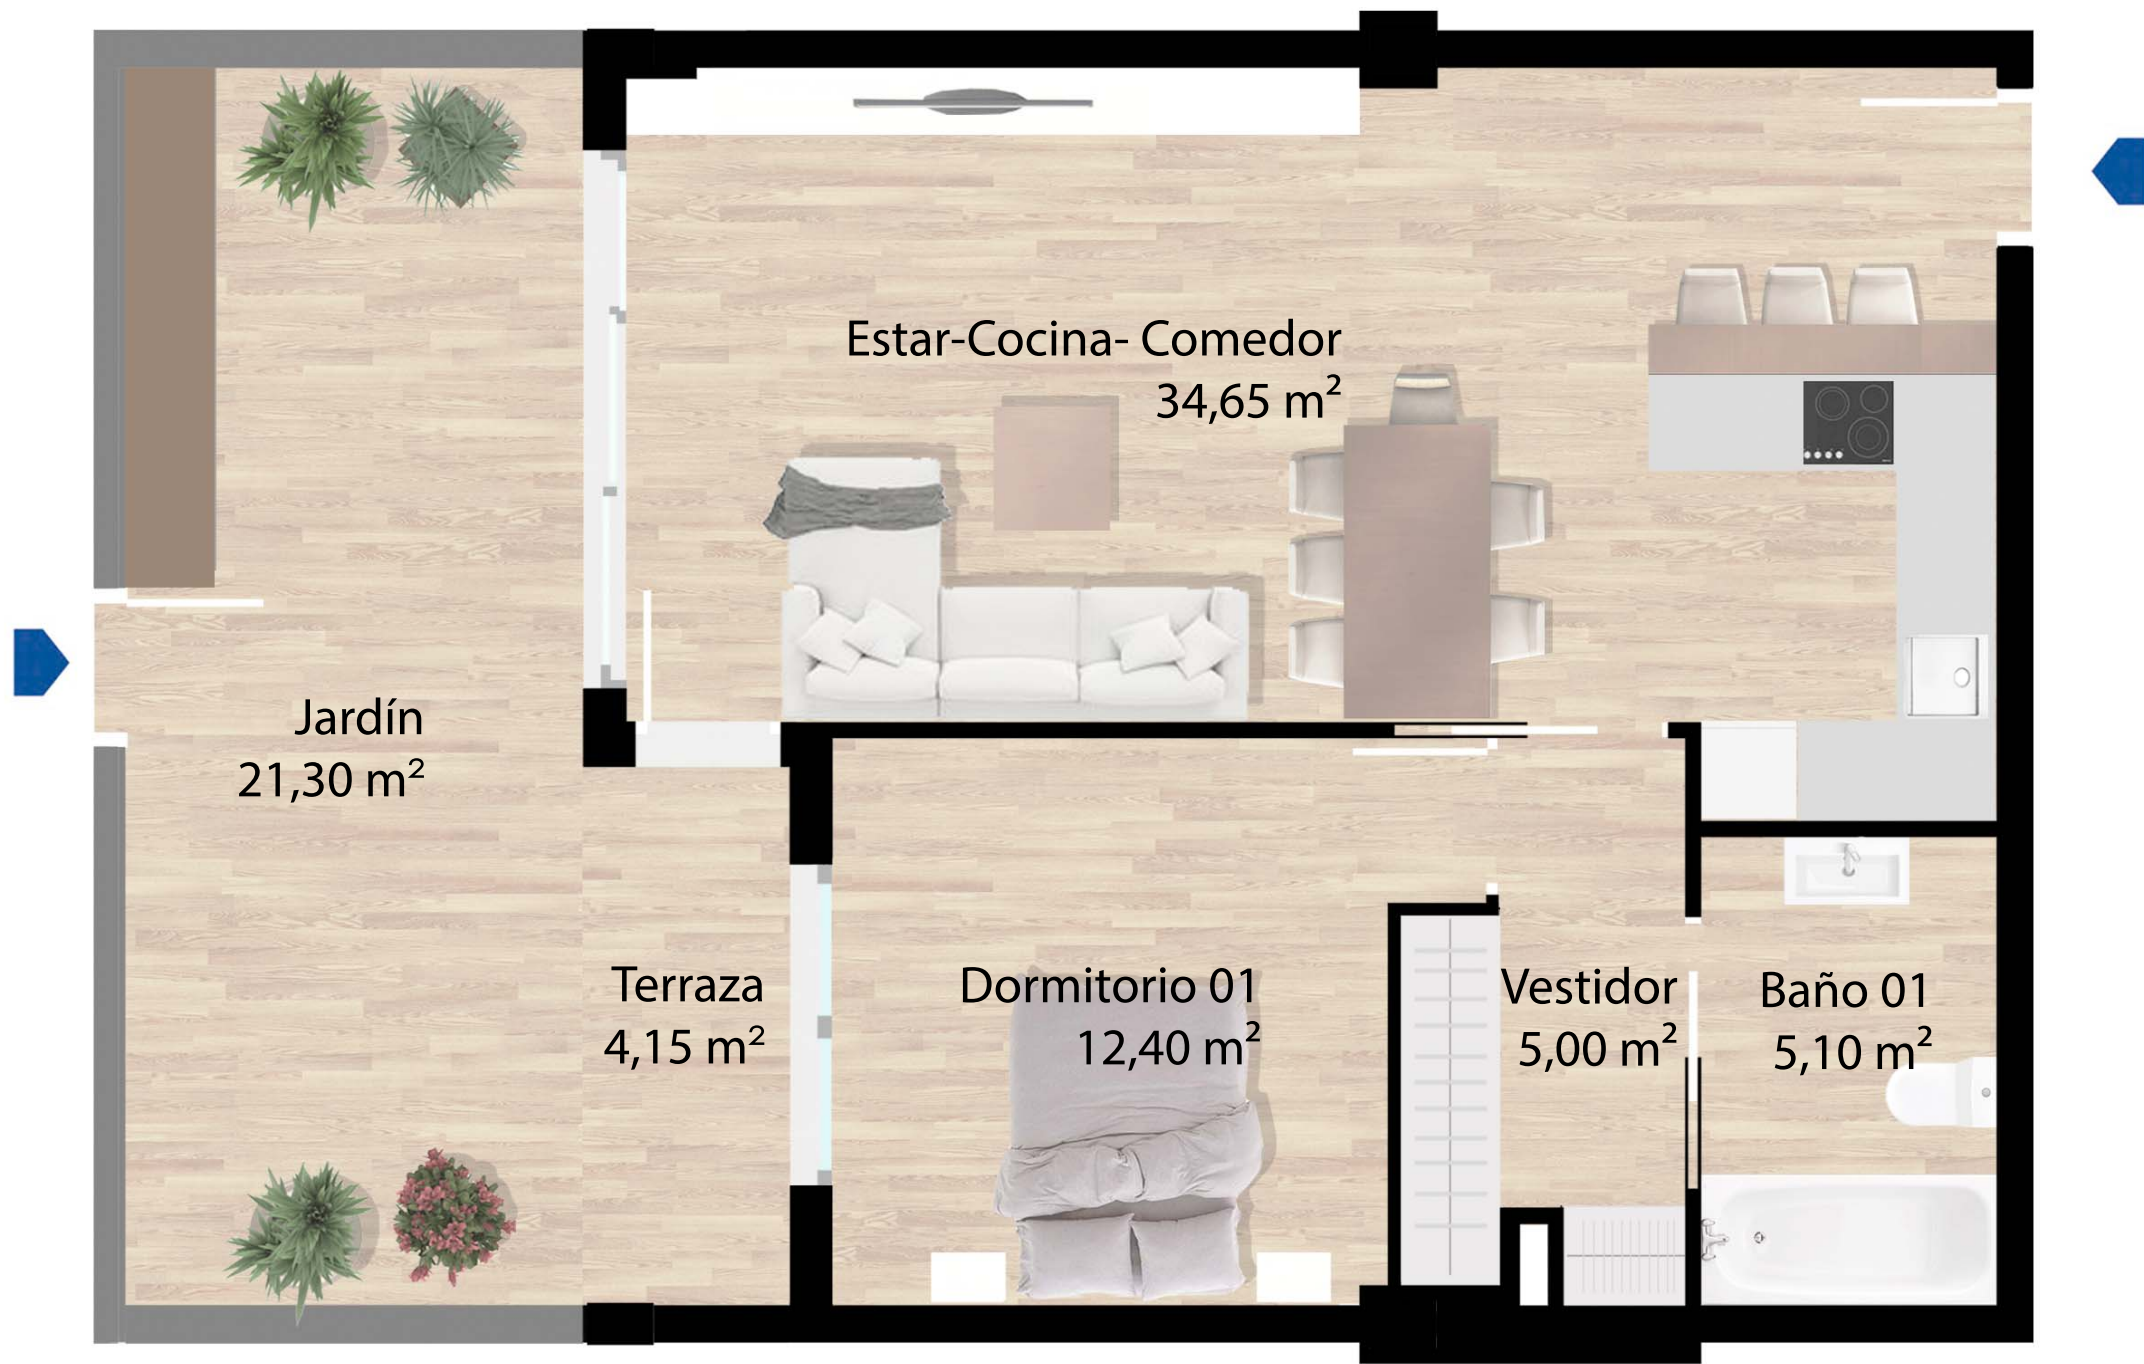 Estar-Cocina- Comedor
34,65 m²
Jardín
21,30 m²
Terraza
4,15 m²
Dormitorio 01
12,40 m²
Vestidor
5,00 m²
Baño 01
5,10 m²